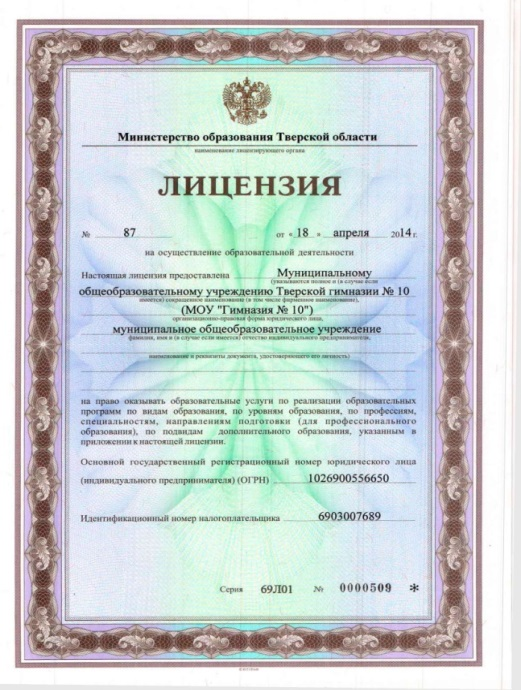 Министерство образования Тверской области
наименование лицензирующего органа
ЛИЦЕНЗИЯ
№ 87 от « 18 » апреля 2014 г.
на осуществление образовательной деятельности
Настоящая лицензия предоставлена Муниципальному
(указываются полное и (в случае если
общеобразовательному учреждению Тверской гимназии № 10
имеется) сокращенное наименование (в том числе фирменное наименование),
(МОУ "Гимназия № 10")
организационно-правовая форма юридического лица,
муниципальное общеобразовательное учреждение
фамилия, имя и (в случае если имеется) отчество индивидуального предпринимателя,
наименование и реквизиты документа, удостоверяющего его личность)
на право оказывать образовательные услуги по реализации образовательных
программ по видам образования, по уровням образования, по профессиям,
специальностям, направлениям подготовки (для профессионального
образования), по подвидам дополнительного образования, указанным в
приложении к настоящей лицензии.
Основной государственный регистрационный номер юридического лица
(индивидуального предпринимателя) (ОГРН) 1026900556650
Идентификационный номер налогоплательщика 6903007689
Серия 69Л01 № 0000509 *